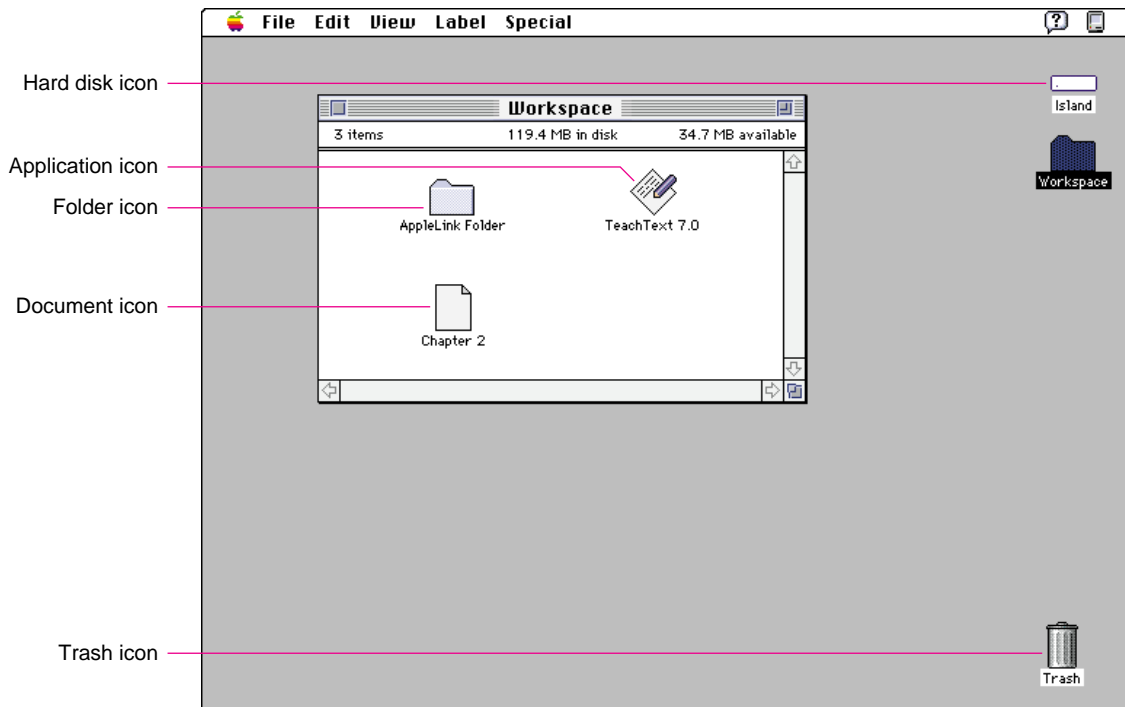 File Edit View Label Special
Hard disk icon
Island
Workspace
3 items 119.4 MB in disk 34.7 MB available
Application icon
Workspace
Folder icon
AppleLink Folder TeachText 7.0
Document icon
Chapter 2
Trash icon
Trash